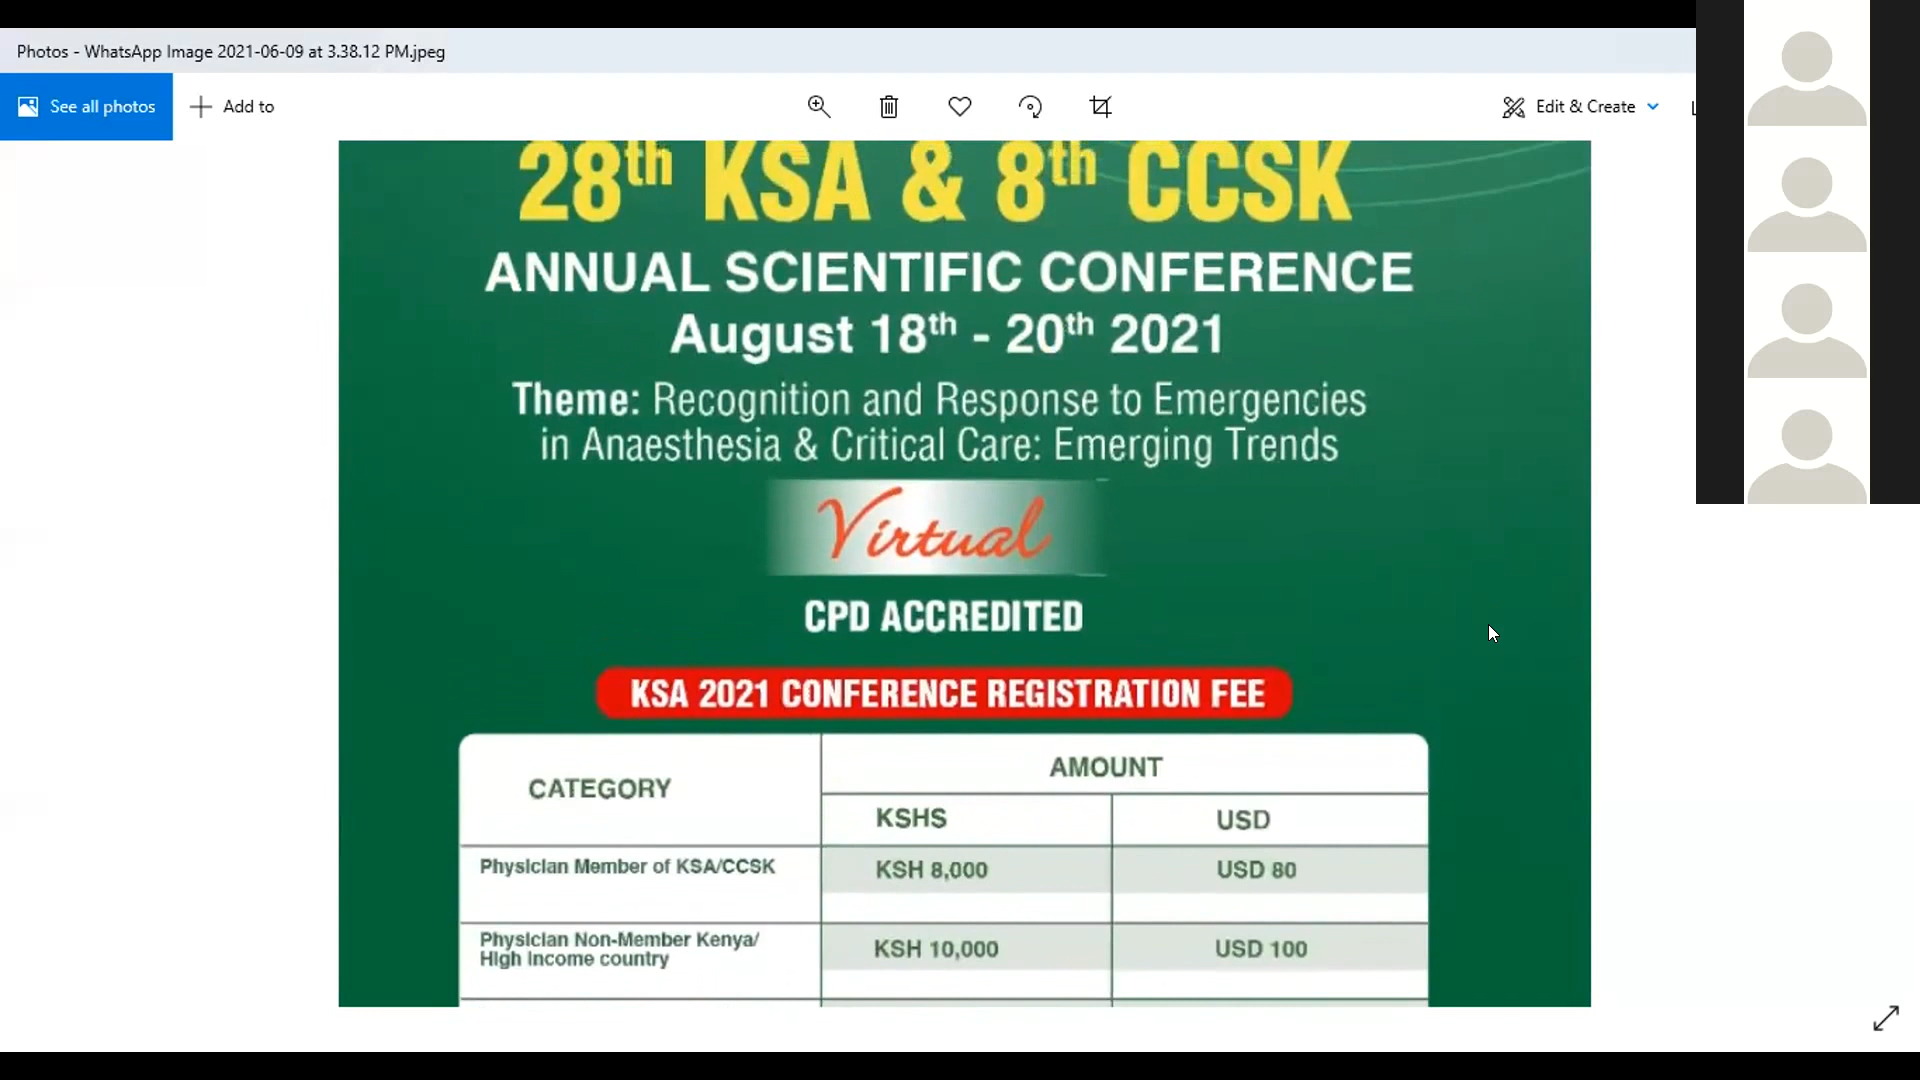 Photos - WhatsApp Image 2021-06-09 at 3.38.12 PM.jpeg
See all photos
Add to
Edit & Create
28th KSA & 8th CCSK
ANNUAL SCIENTIFIC CONFERENCE
August 18th - 20th 2021
Theme: Recognition and Response to Emergencies
in Anaesthesia & Critical Care: Emerging Trends
Virtual
CPD ACCREDITED
KSA 2021 CONFERENCE REGISTRATION FEE
CATEGORY
AMOUNT
KSHS
USD
Physician Member of KSA/CCSK
KSH 8,000
USD 80
Physician Non-Member Kenya/
High income country
KSH 10,000
USD 100